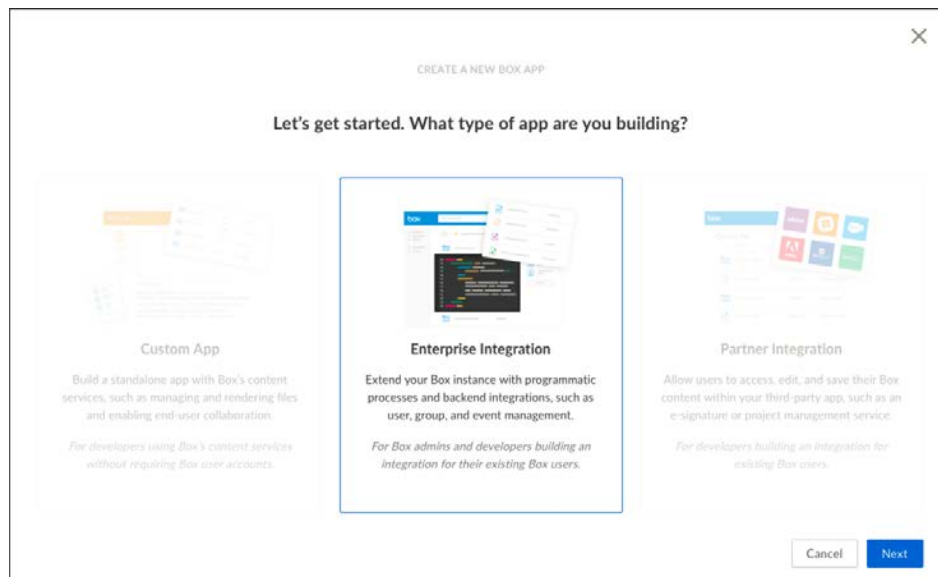 CREATE A NEW BOX APP
Let's get started. What type of app are you building?
box
box
Custom App
Build a standalone app with Box's content
services, such as managing and rendering files
and enabling end-user collaboration.
For developers using Box's content services
without requiring Box user accounts.
Enterprise Integration
Extend your Box instance with programmatic
processes and backend integrations, such as
user, group, and event management.
For Box admins and developers building an
integration for their existing Box users.
Partner Integration
Allow users to access, edit, and save their Box
content within your third-party app, such as an
e-signature or project management service.
For developers building an integration for
existing Box users.
Cancel
Next